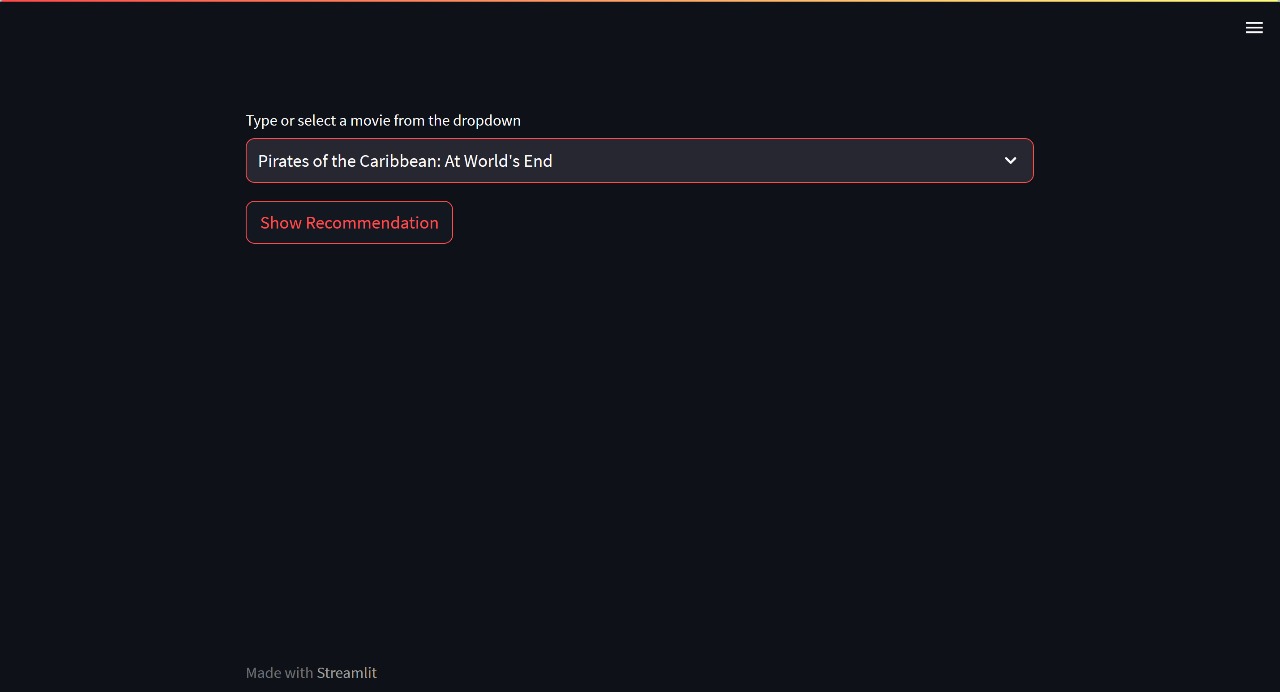 Type or select a movie from the dropdown
Pirates of the Caribbean: At World's End
Show Recommendation
Made with Streamlit